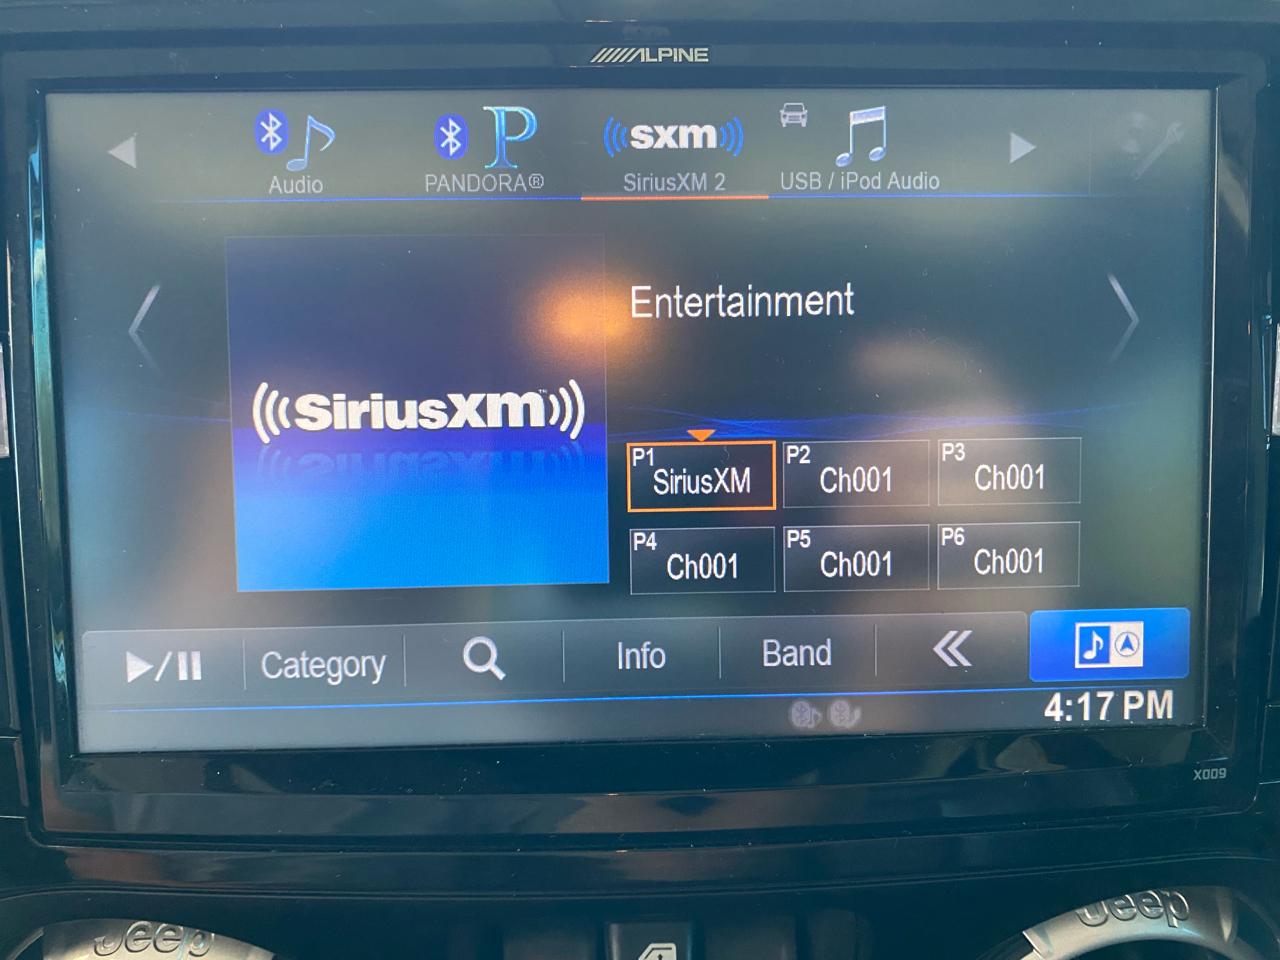 ALPINE
Audio
PANDORA®
sxm
SiriusXM 2
USB / iPod Audio
Entertainment
SiriusXM
P1
SiriusXM
P2
Ch001
P3
Ch001
P4
Ch001
P5
Ch001
P6
Ch001
Category
Info
Band
4:17 PM
X009
Jeep
Jeep